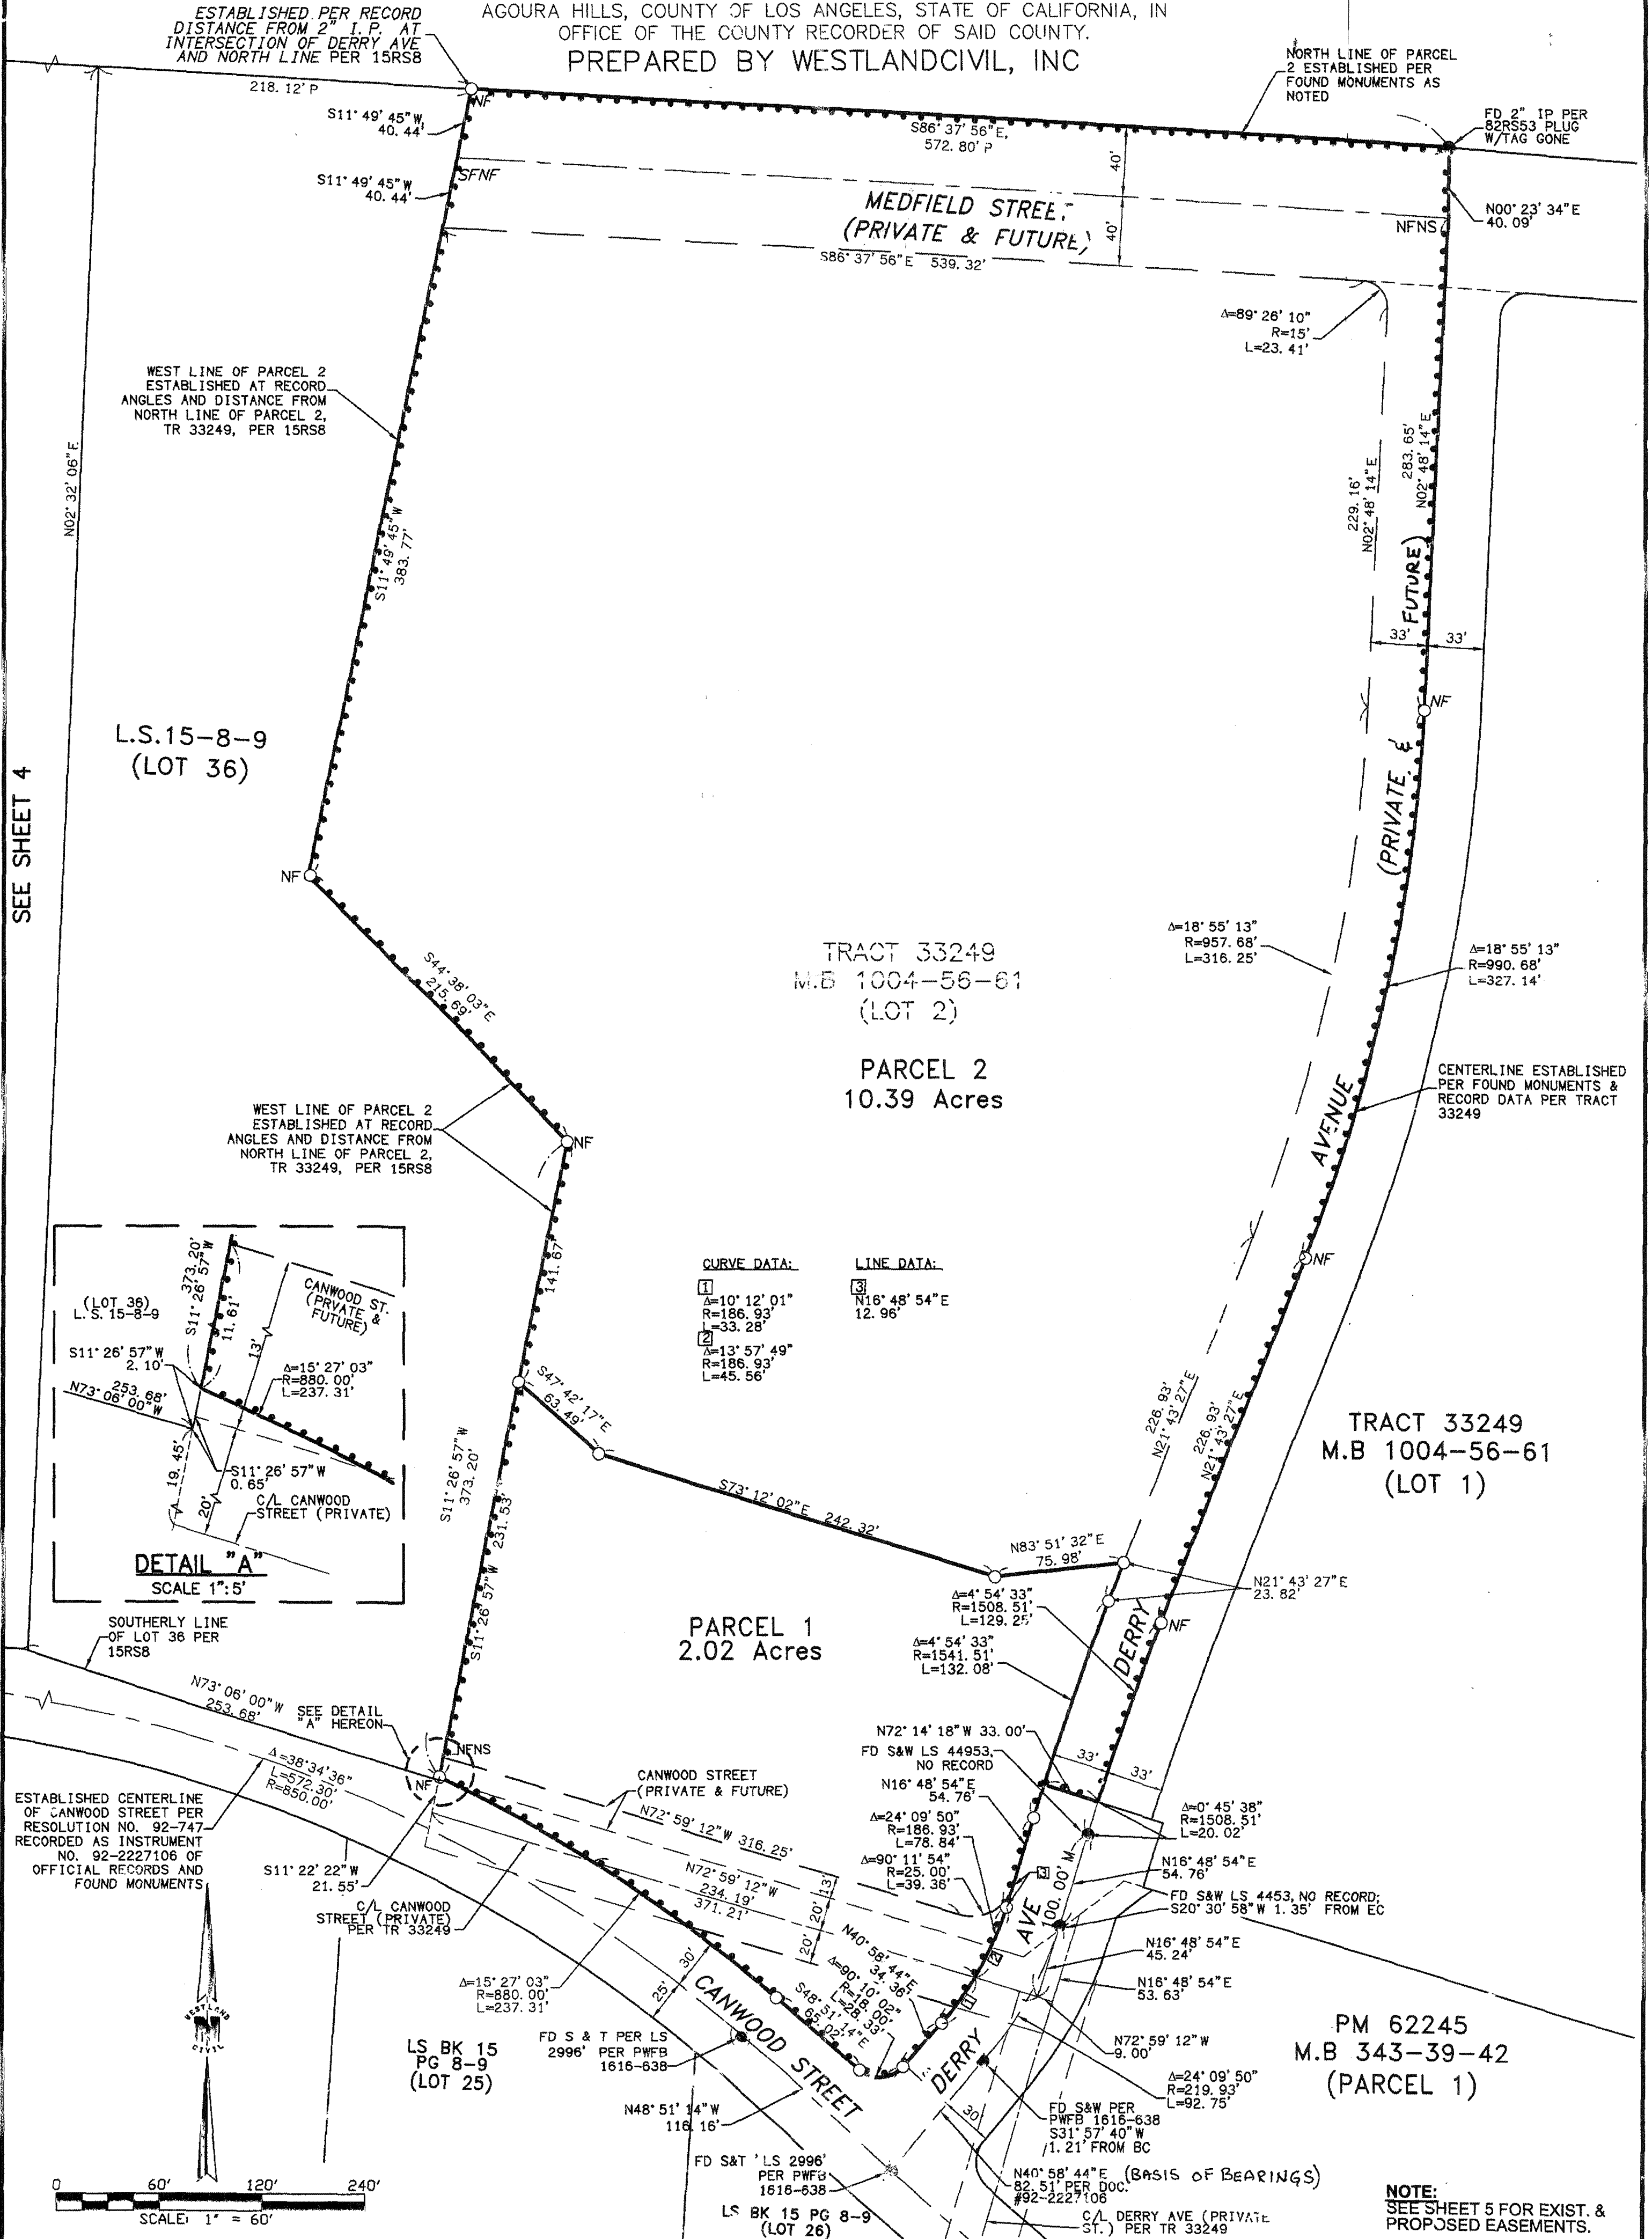 AGOURA HILLS, COUNTY OF LOS ANGELES, STATE OF CALIFORNIA, IN
OFFICE OF THE COUNTY RECORDER OF SAID COUNTY.
PREPARED BY WESTLANDCIVIL, INC
ESTABLISHED PER RECORD
DISTANCE FROM 2" I.P. AT
INTERSECTION OF DERRY AVE
AND NORTH LINE PER 15RS8
218.12' P
NF
S11°49'45"W
40.44'
S11°49'45"W
40.44'
SFNF
S86°37'56"E,
572.80' P
NORTH LINE OF PARCEL
2 ESTABLISHED PER
FOUND MONUMENTS AS
NOTED
FD 2" IP PER
82RS53 PLUG
W/TAG GONE
N00°23'34"E
40.09'
NFNS
40'
40'
MEDFIELD STREET
(PRIVATE & FUTURE)
S86°37'56"E 539.32'
Δ=89°26'10"
R=15'
L=23.41'
WEST LINE OF PARCEL 2
ESTABLISHED AT RECORD
ANGLES AND DISTANCE FROM
NORTH LINE OF PARCEL 2,
TR 33249, PER 15RS8
N02°32'06"E
S11°49'45"W
383.77'
229.16'
N02°48'14"E
283.65'
N02°48'14"E
33'
33'
NF
L.S.15-8-9
(LOT 36)
SEE SHEET 4
NF
(PRIVATE & FUTURE)
S44°38'03"E
215.69'
TRACT 33249
M.B 1004-56-61
(LOT 2)
PARCEL 2
10.39 Acres
Δ=18°55'13"
R=957.68'
L=316.25'
Δ=18°55'13"
R=990.68'
L=327.14'
CENTERLINE ESTABLISHED
PER FOUND MONUMENTS &
RECORD DATA PER TRACT
33249
AVENUE
WEST LINE OF PARCEL 2
ESTABLISHED AT RECORD
ANGLES AND DISTANCE FROM
NORTH LINE OF PARCEL 2,
TR 33249, PER 15RS8
NF
141.67'
NF
CURVE DATA:
1
Δ=10°12'01"
R=186.93'
L=33.28'
2
Δ=13°57'49"
R=186.93'
L=45.56'
LINE DATA:
3
N16°48'54"E
12.96'
373.20'
S11°26'57"W
11.61'
CANWOOD ST.
(PRIVATE &
FUTURE)
(LOT 36)
L.S. 15-8-9
13'
S11°26'57"W
2.10'
253.68'
N73°06'00"W
Δ=15°27'03"
R=880.00'
L=237.31'
19.45'
20'
S11°26'57"W
0.65'
C/L CANWOOD
STREET (PRIVATE)
DETAIL "A"
SCALE 1":5'
S47°42'17"E
63.49'
S11°26'57"W
373.20'
S11°26'57"W 231.53'
S73°12'02"E 242.32'
226.93'
N21°43'27"E
226.93'
N21°43'27"E
TRACT 33249
M.B 1004-56-61
(LOT 1)
N83°51'32"E
75.98'
N21°43'27"E
23.82'
NF
DERRY
Δ=4°54'33"
R=1508.51'
L=129.25'
Δ=4°54'33"
R=1541.51'
L=132.08'
PARCEL 1
2.02 Acres
SOUTHERLY LINE
OF LOT 36 PER
15RS8
N73°06'00"W
253.68'
SEE DETAIL
"A" HEREON
NFNS
NF
Δ=38°34'36"
L=572.30'
R=850.00'
ESTABLISHED CENTERLINE
OF CANWOOD STREET PER
RESOLUTION NO. 92-747
RECORDED AS INSTRUMENT
NO. 92-2227106 OF
OFFICIAL RECORDS AND
FOUND MONUMENTS
S11°22'22"W
21.55'
CANWOOD STREET
(PRIVATE & FUTURE)
N72°59'12"W 316.25'
N72°59'12"W
234.19'
371.21'
13'
20'
20'
C/L CANWOOD
STREET (PRIVATE)
PER TR 33249
N72°14'18"W 33.00'
FD S&W LS 44953,
NO RECORD
N16°48'54"E
54.76'
Δ=24°09'50"
R=186.93'
L=78.84'
Δ=90°11'54"
R=25.00'
L=39.36'
33'
33'
Δ=0°45'38"
R=1508.51'
L=20.02'
N16°48'54"E
54.76'
FD S&W LS 4453, NO RECORD;
S20°30'58"W 1.35' FROM EC
N16°48'54"E
45.24'
N16°48'54"E
53.63'
3
AVE
100.00' M
2
1
N40°58'44"E
34.36'
Δ=90°10'02"
R=18.00'
L=28.33'
S48°51'14"E
65.02'
Δ=15°27'03"
R=880.00'
L=237.31'
30'
25'
CANWOOD STREET
DERRY
N72°59'12"W
9.00'
PM 62245
M.B 343-39-42
(PARCEL 1)
Δ=24°09'50"
R=219.93'
L=92.75'
FD S&W PER
PWFB 1616-638
S31°57'40"W
1.21' FROM BC
30'
LS BK 15
PG 8-9
(LOT 25)
FD S & T PER LS
2996' PER PWFB
1616-638
N48°51'14"W
116.16'
FD S&T ' LS 2996'
PER PWFB
1616-638
LS BK 15 PG 8-9
(LOT 26)
N40°58'44"E (BASIS OF BEARINGS)
82.51' PER DOC.
#92-2227106
C/L DERRY AVE (PRIVATE
ST.) PER TR 33249
WESTLAND
CIVIL
0 60' 120' 240'
SCALE: 1" = 60'
NOTE:
SEE SHEET 5 FOR EXIST. &
PROPOSED EASEMENTS.